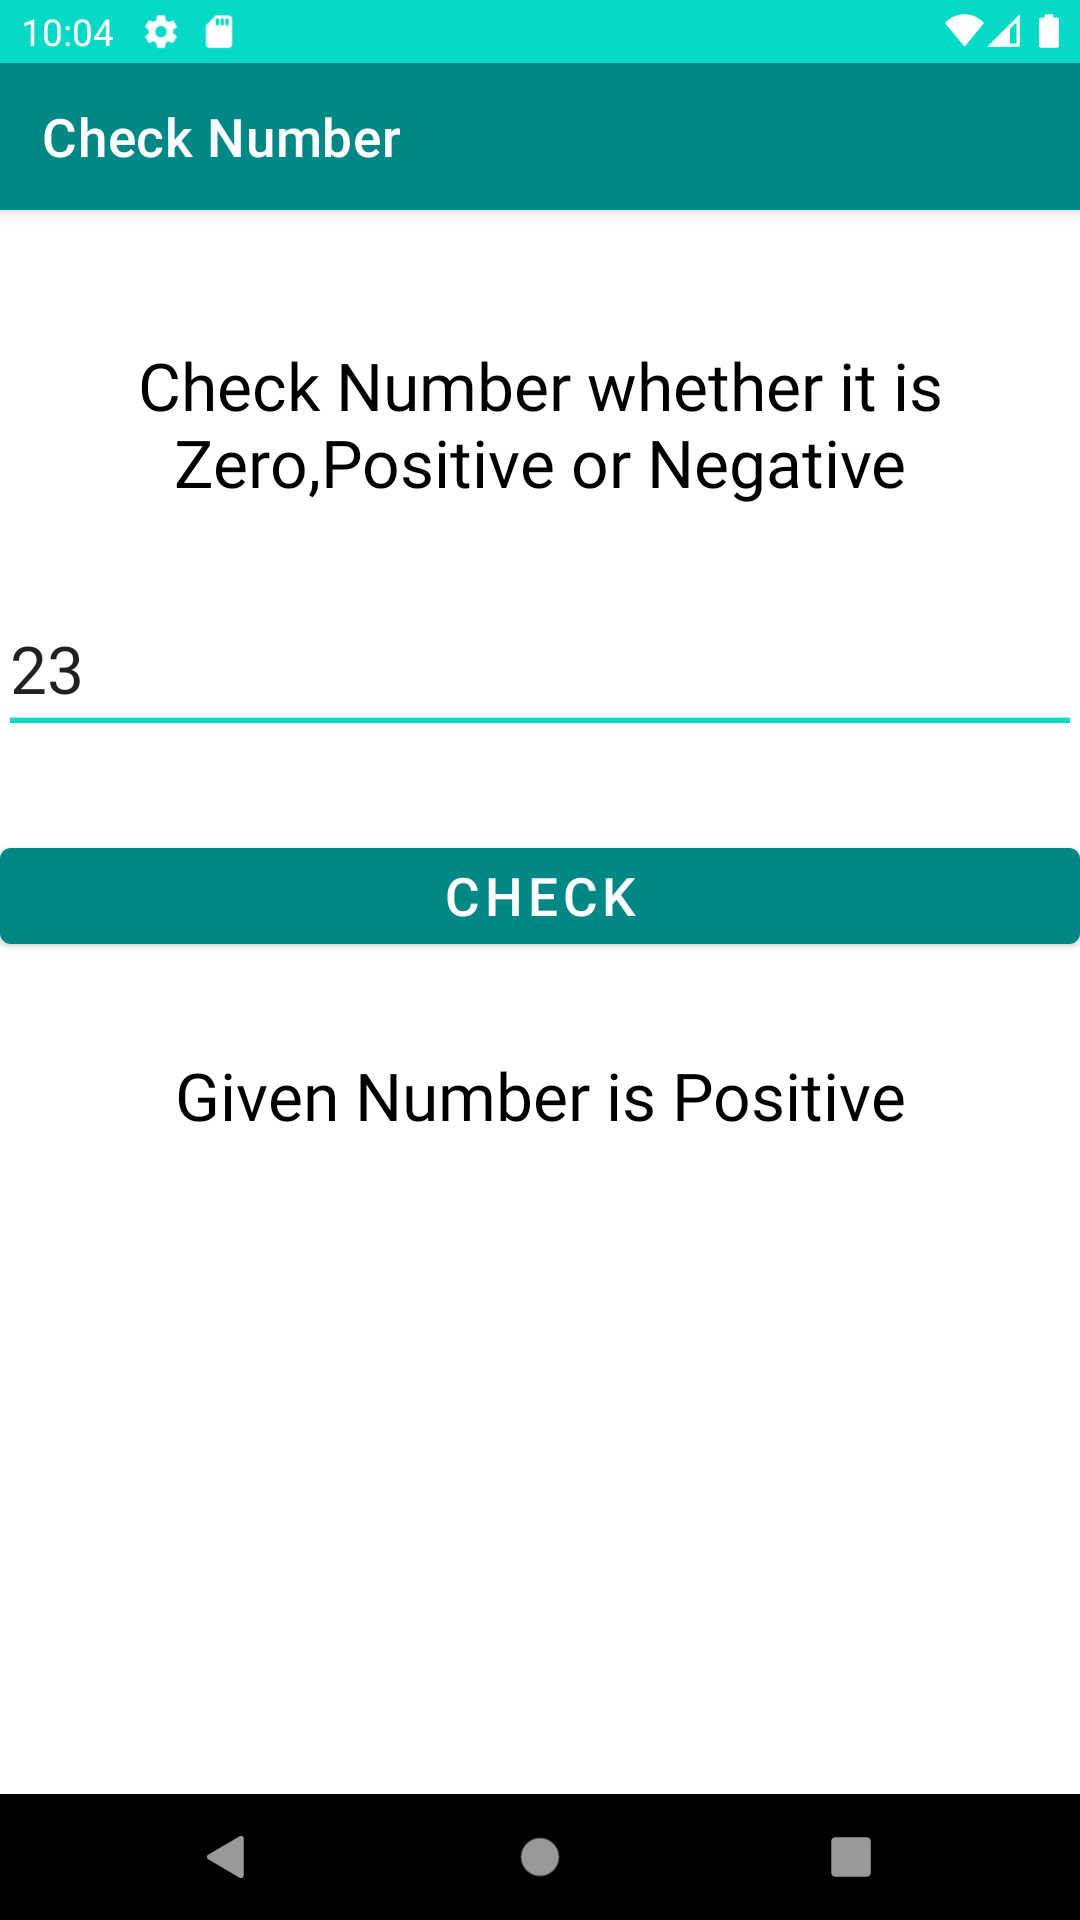 10:04
Check Number
Check Number whether it is
Zero,Positive or Negative
23
CHECK
Given Number is Positive